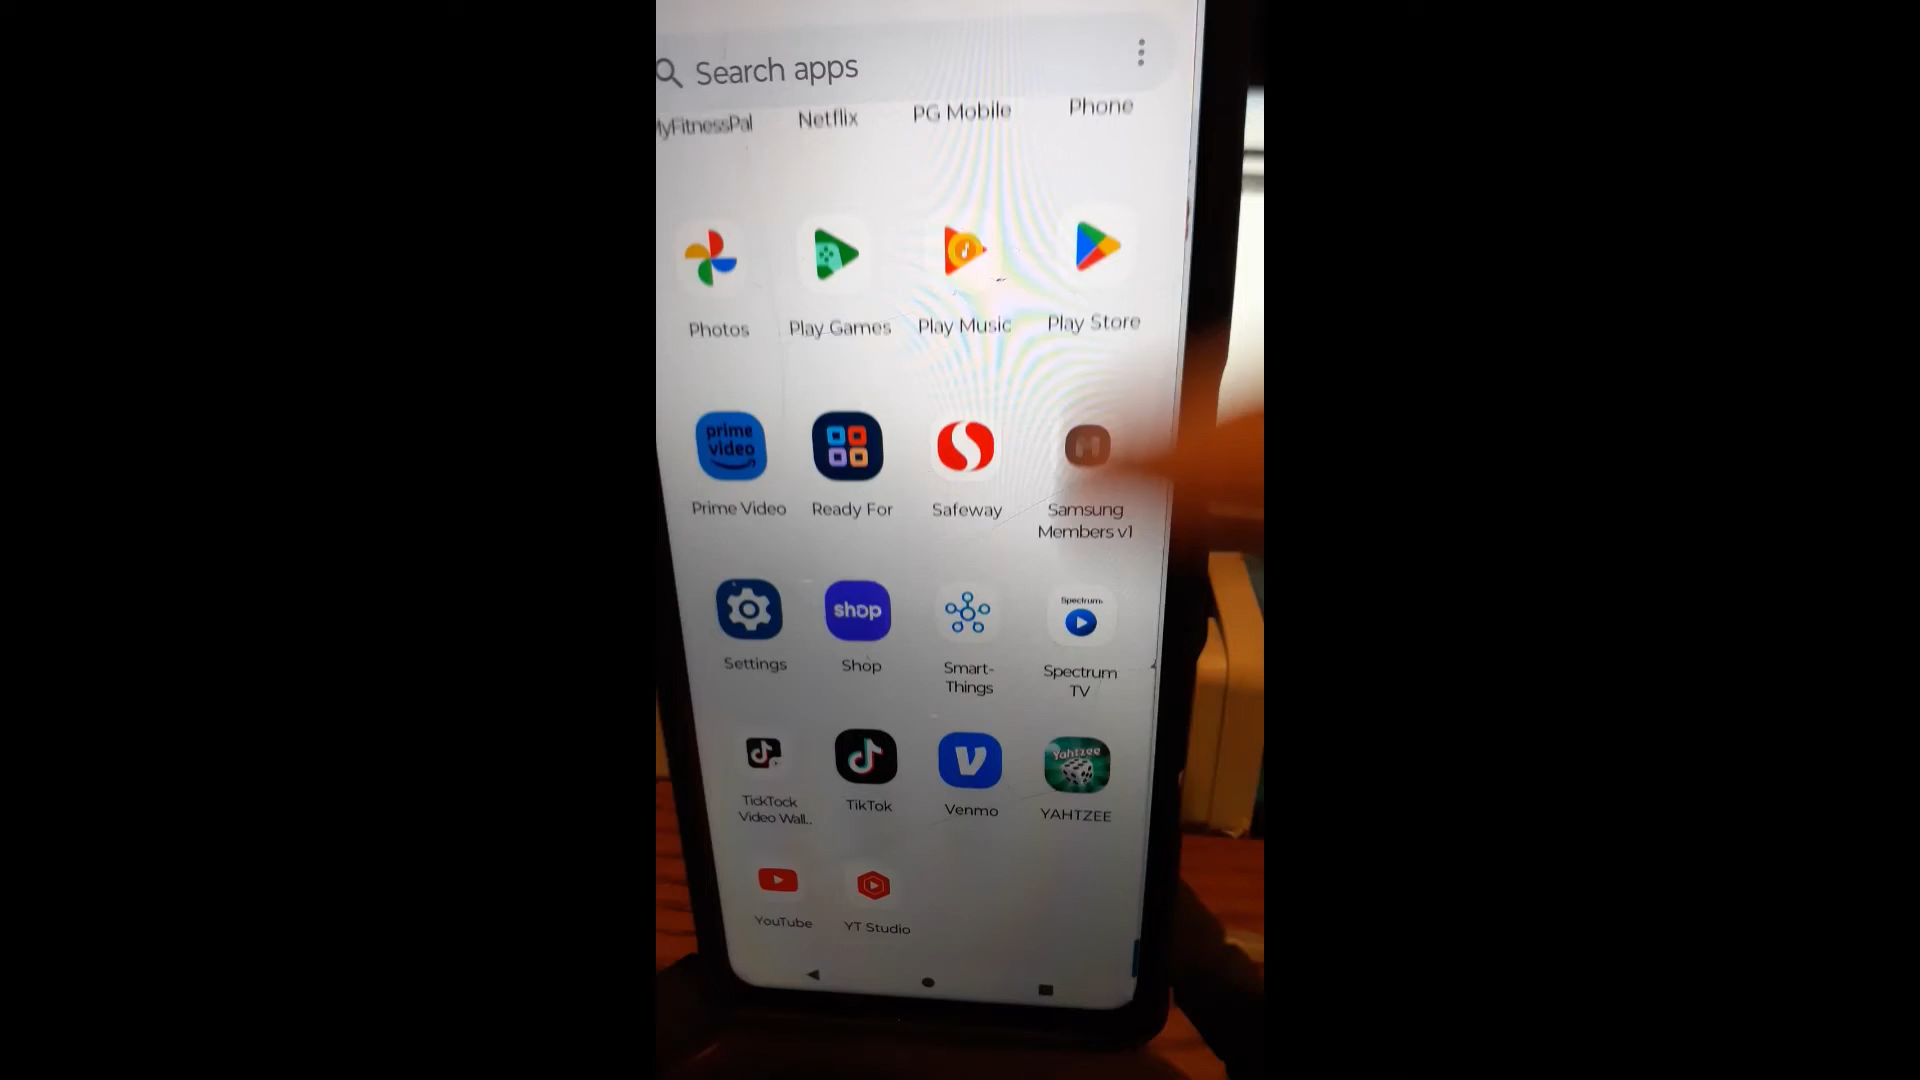 Search apps
MyFitnessPal Netflix PG Mobile Phone
Photos Play Games Play Music Play Store
prime
video
Prime Video Ready For Safeway Samsung
Members v1
shop
Spectrum
Settings Shop Smart-
Things
Spectrum
TV
Yahtzee
TickTock
Video Wall..
TikTok Venmo YAHTZEE
YouTube YT Studio